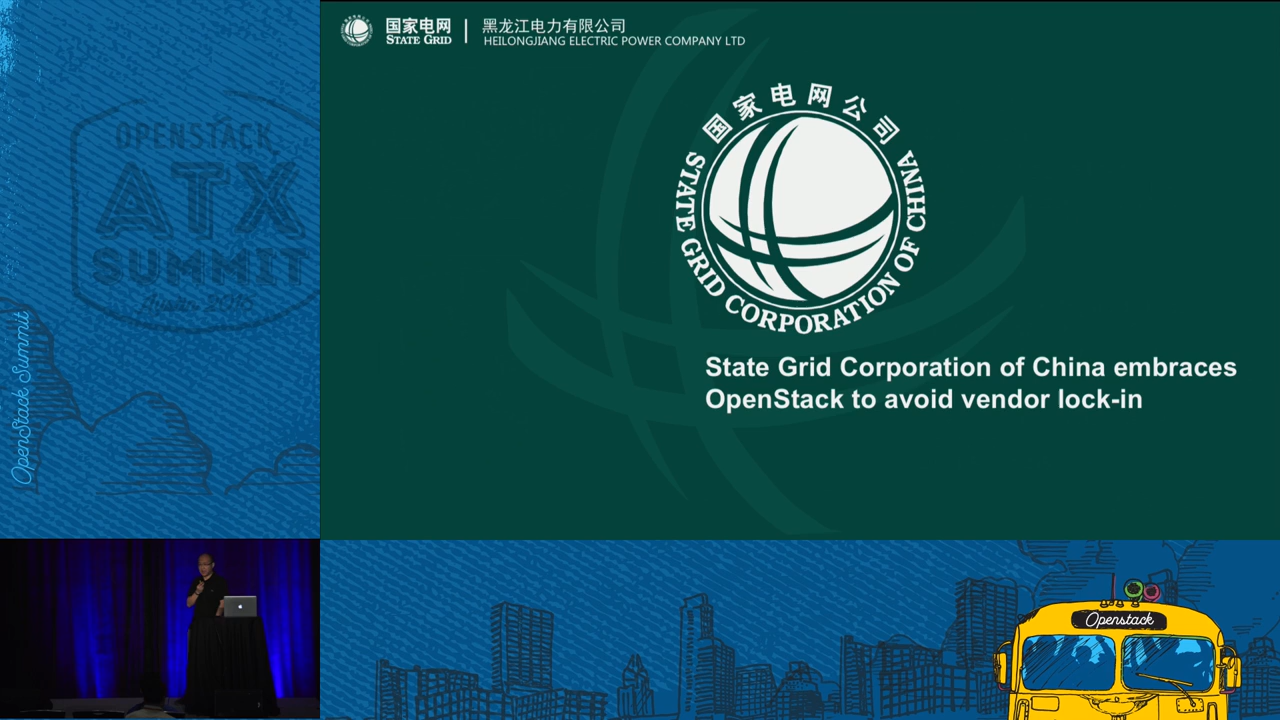 OPENSTACK
ATX
SUMMIT
OpenStack Summit
国家电网
STATE GRID
黑龙江电力有限公司
HEILONGJIANG ELECTRIC POWER COMPANY LTD
国家电网公司
STATE GRID CORPORATION OF CHINA
State Grid Corporation of China embraces
OpenStack to avoid vendor lock-in
Openstack